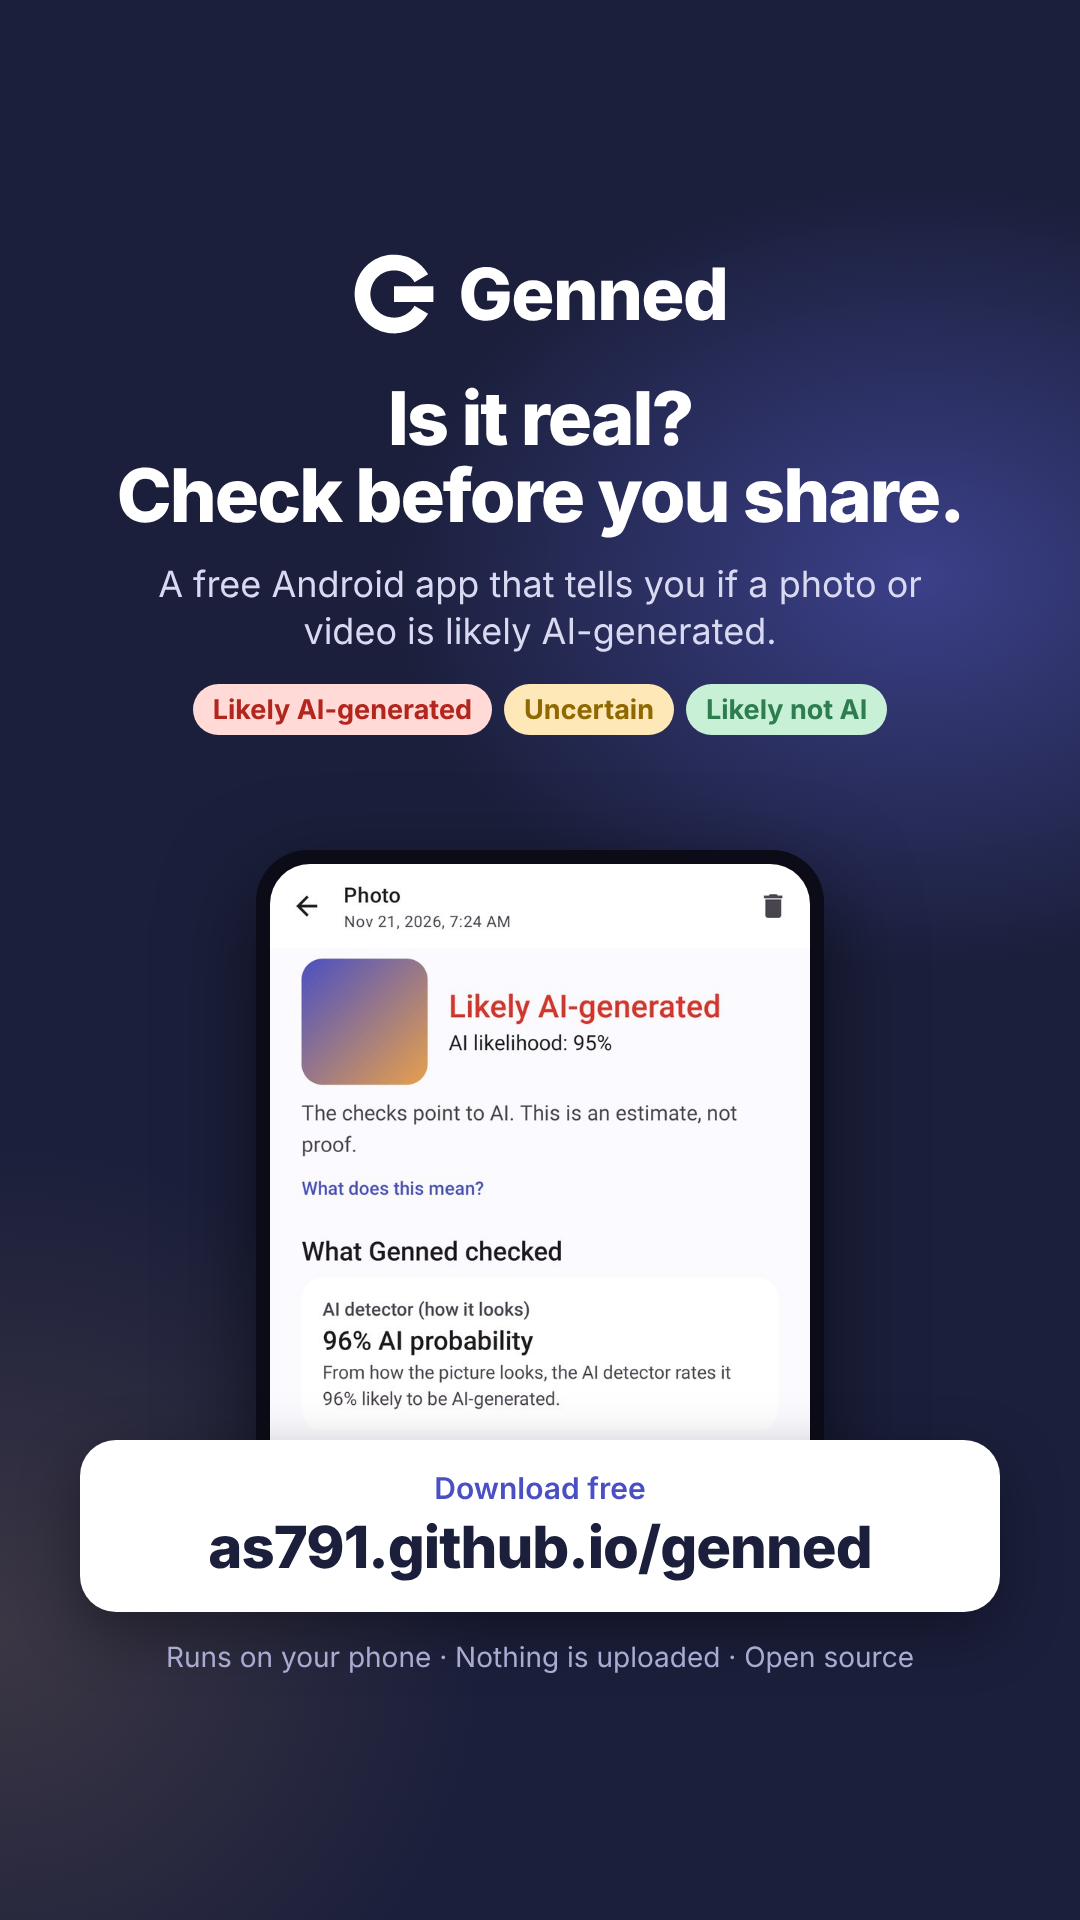 Genned
Is it real?
Check before you share.
A free Android app that tells you if a photo or
video is likely AI-generated.
Likely AI-generated Uncertain Likely not AI
Photo
Nov 21, 2026, 7:24 AM
Likely AI-generated
AI likelihood: 95%
The checks point to AI. This is an estimate, not
proof.
What does this mean?
What Genned checked
AI detector (how it looks)
96% AI probability
From how the picture looks, the AI detector rates it
96% likely to be AI-generated.
Download free
as791.github.io/genned
Runs on your phone · Nothing is uploaded · Open source